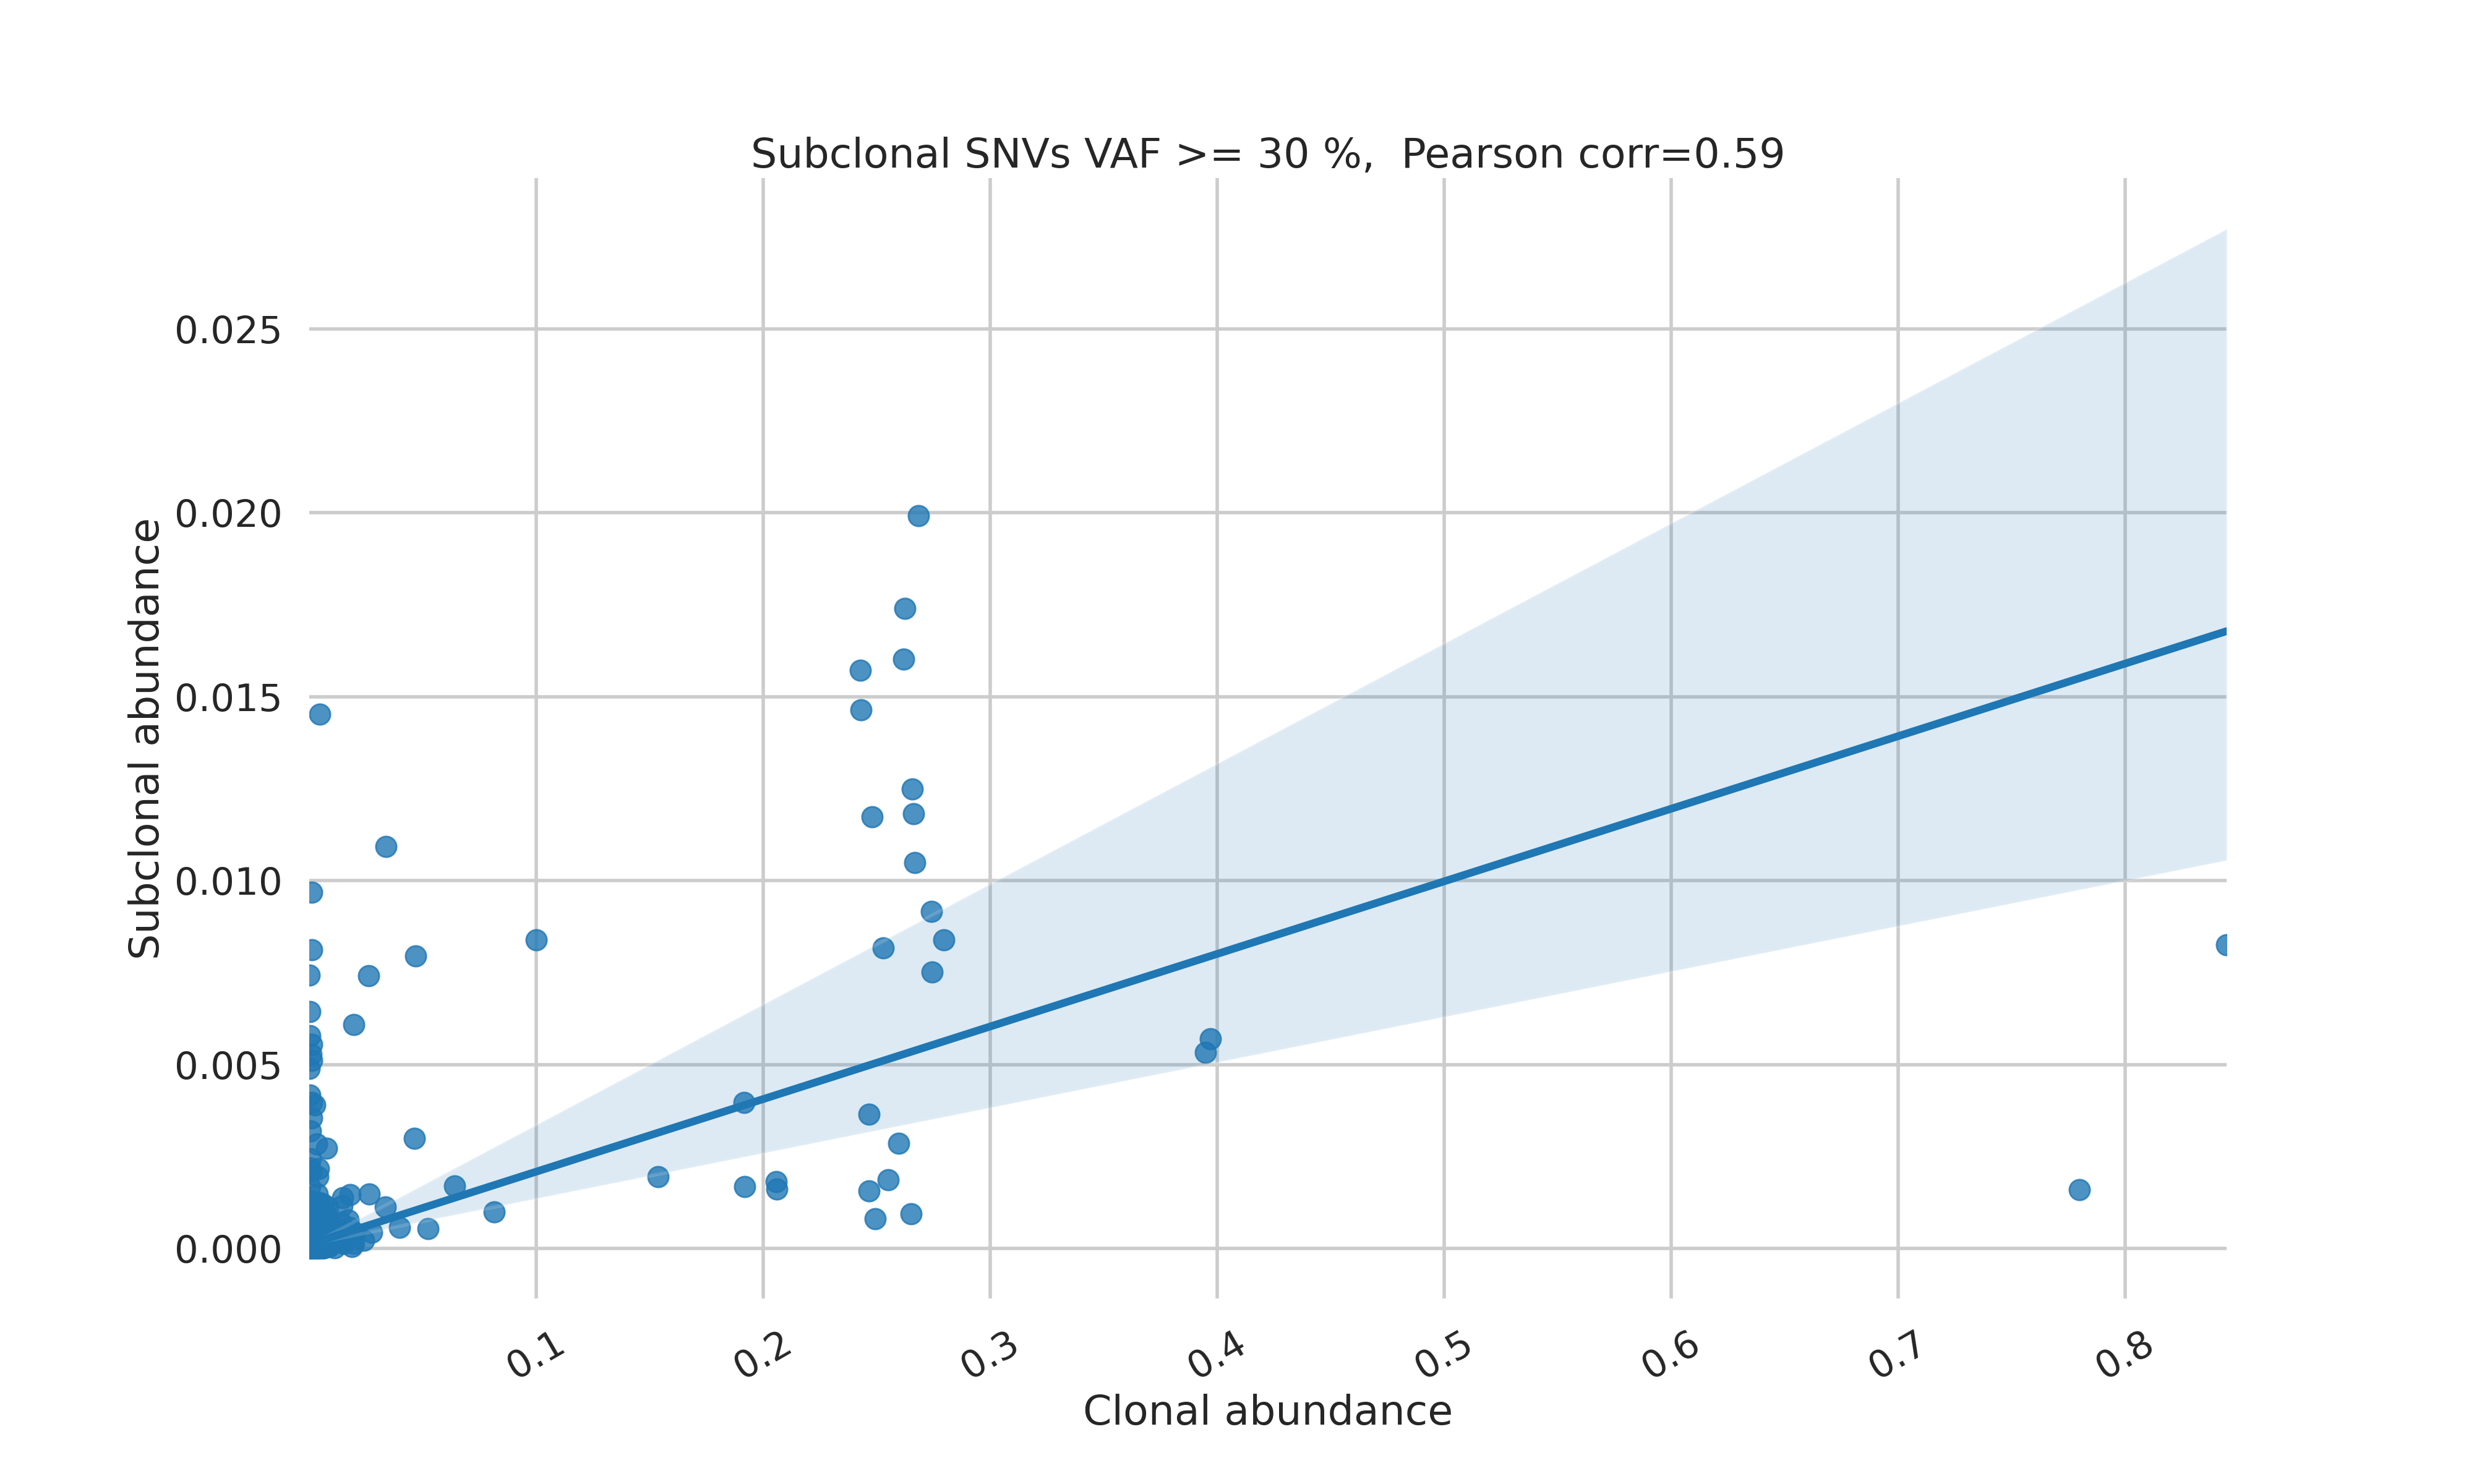 Subclonal SNVs VAF >= 30 %,  Pearson corr=0.59
Subclonal abundance
0.025
0.020
0.015
0.010
0.005
0.000
0.1 0.2 0.3 0.4 0.5 0.6 0.7 0.8
Clonal abundance